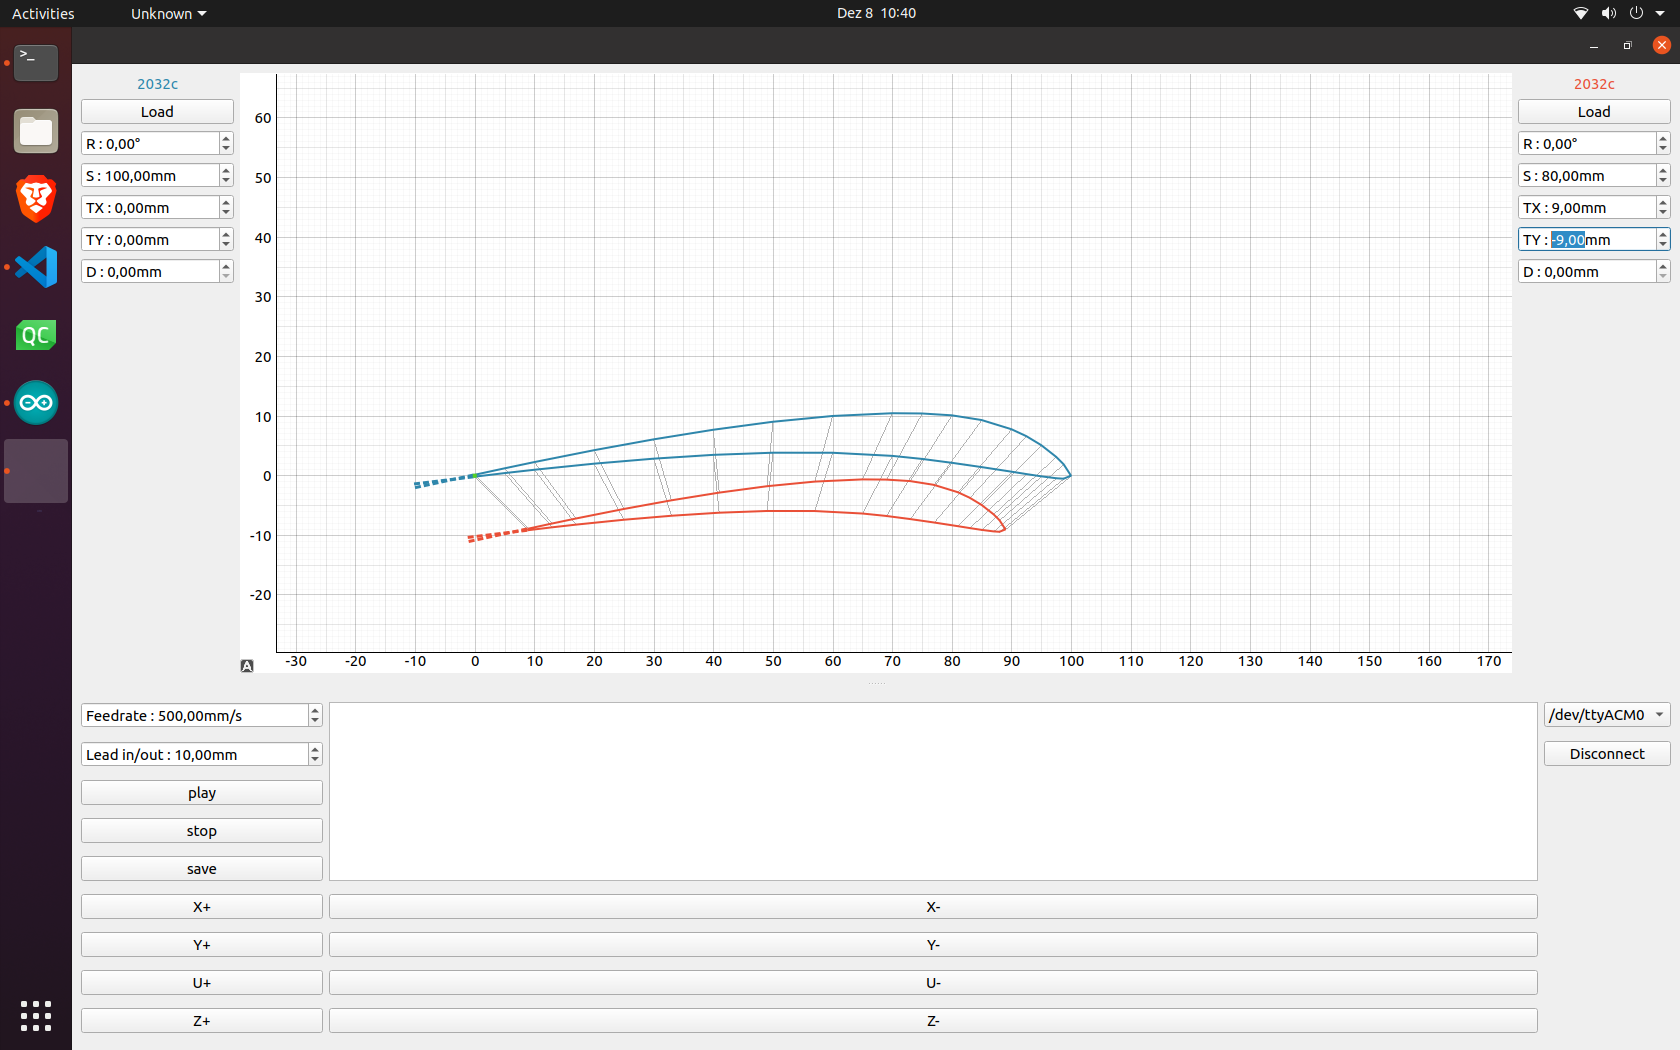 Activities
Unknown
Dez 8 10:40
2032c
Load
R : 0,00°
S : 100,00mm
TX : 0,00mm
TY : 0,00mm
D : 0,00mm
60
50
40
30
20
10
0
-10
-20
A
-30 -20 -10 0 10 20 30 40 50 60 70 80 90 100 110 120 130 140 150 160 170
2032c
Load
R : 0,00°
S : 80,00mm
TX : 9,00mm
TY : -9,00mm
D : 0,00mm
>_
QC
Feedrate : 500,00mm/s
Lead in/out : 10,00mm
play
stop
save
X+
X-
Y+
Y-
U+
U-
Z+
Z-
/dev/ttyACM0
Disconnect